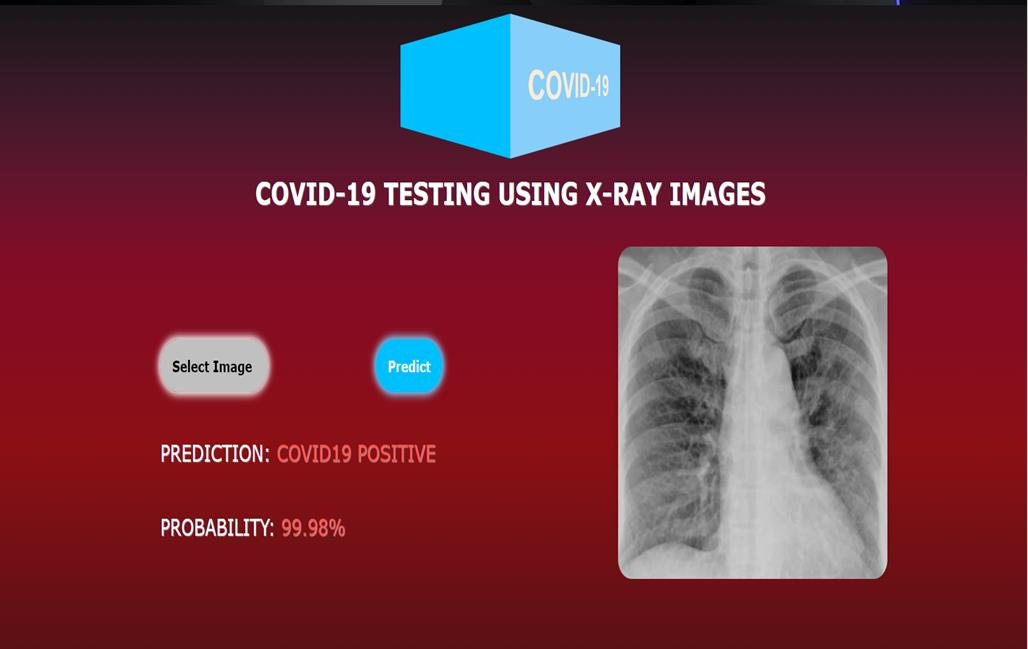 COVID-19
COVID-19 TESTING USING X-RAY IMAGES
Select Image
Predict
PREDICTION: COVID19 POSITIVE
PROBABILITY: 99.98%